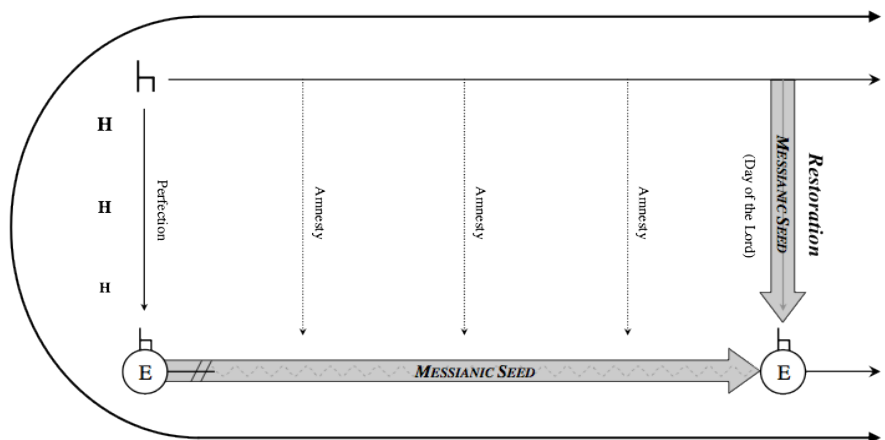 H
H
H
Perfection
Amnesty
Amnesty
Amnesty
(Day of the Lord)
MESSIANIC SEED
Restoration
E
MESSIANIC SEED
E